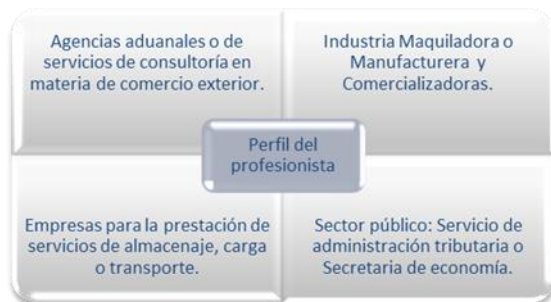 Agencias aduanales o de
servicios de consultoría en
materia de comercio exterior.
Industria Maquiladora o
Manufacturera y
Comercializadoras.
Perfil del
profesionista
Empresas para la prestación de
servicios de almacenaje, carga
o transporte.
Sector público: Servicio de
administración tributaria o
Secretaria de economía.